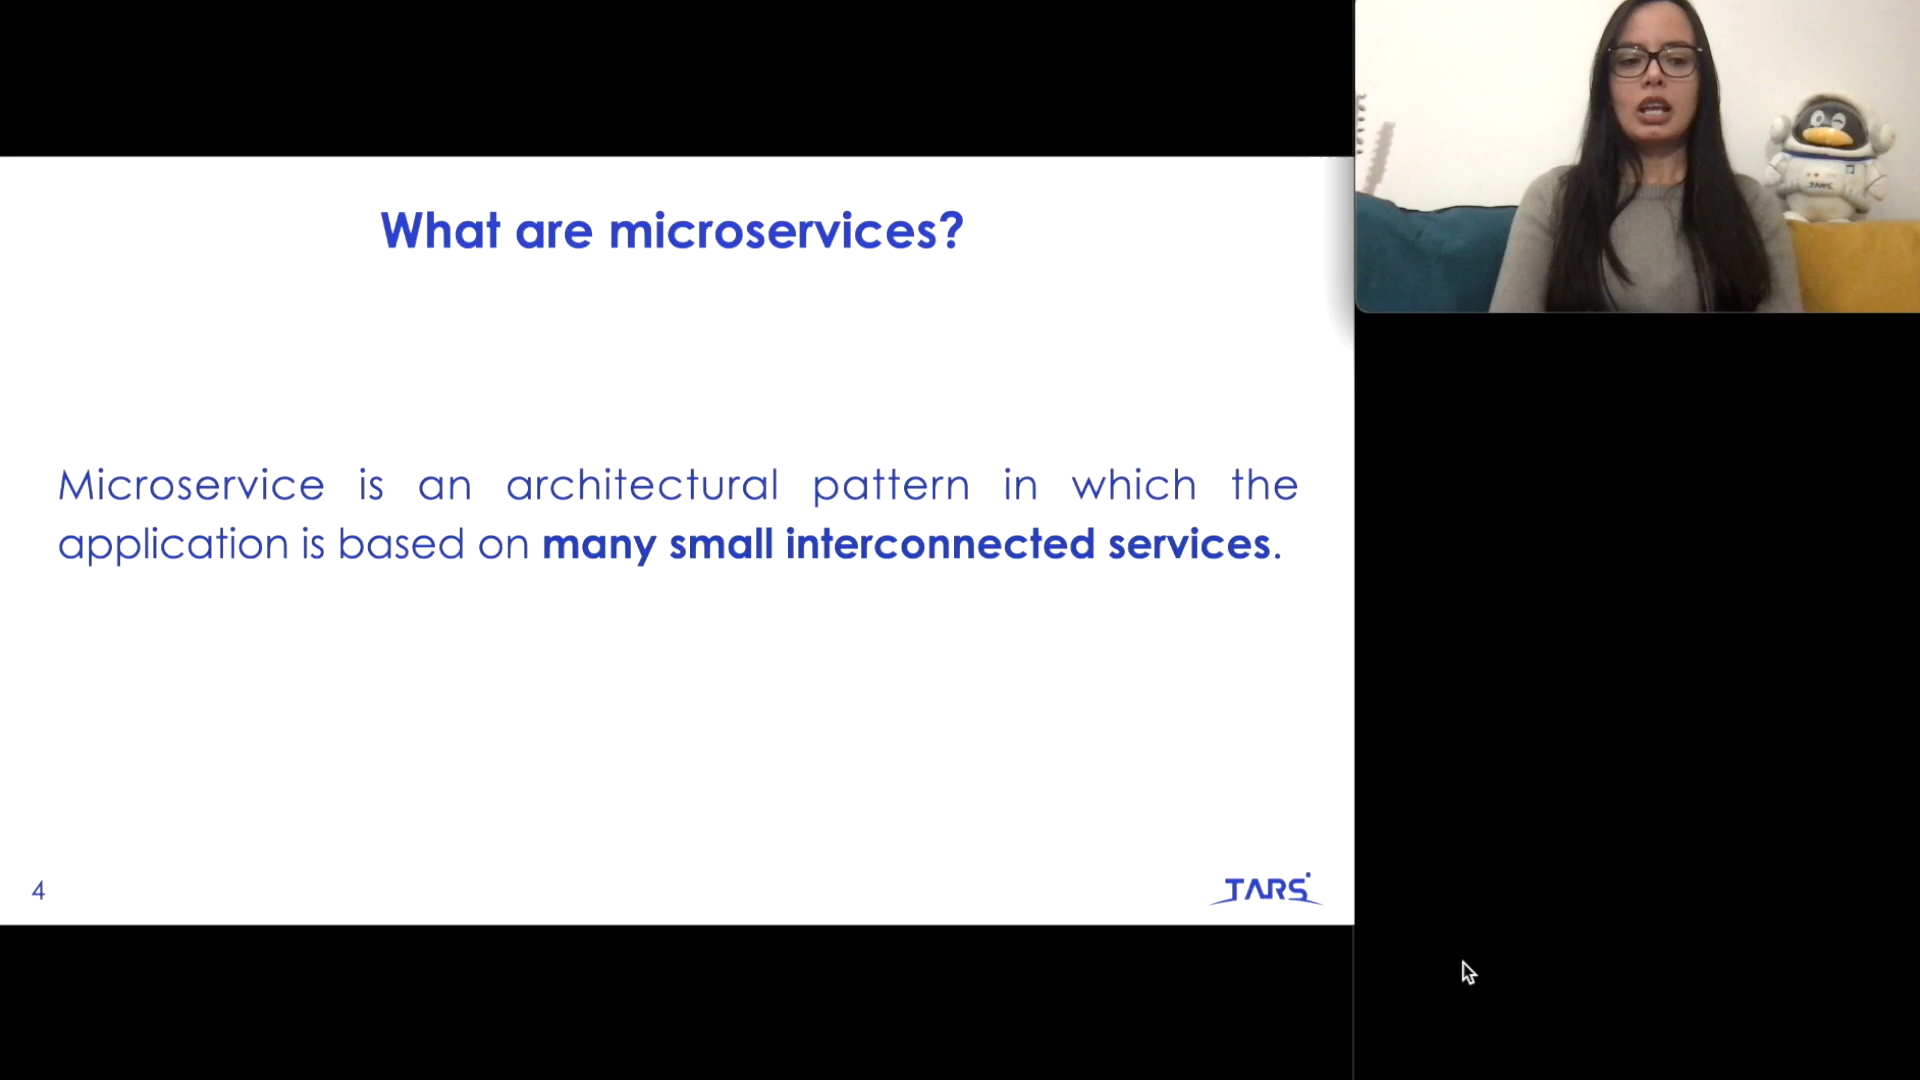 What are microservices?
Microservice is an architectural pattern in which the
application is based on many small interconnected services.
4
TARS
TARS